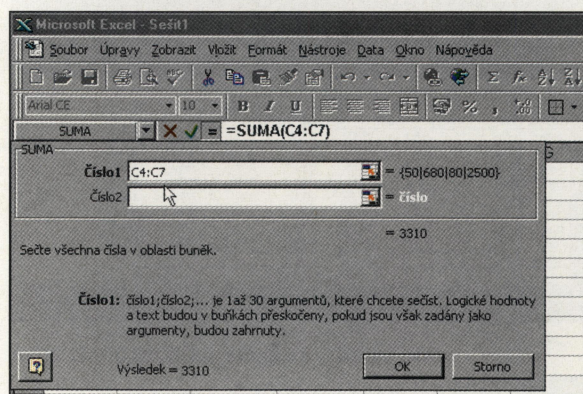 Microsoft Excel - Sešit1
Soubor Úpravy Zobrazit Vložit Formát Nástroje Data Okno Nápověda
Arial CE 10 B I U % ,
SUMA = =SUMA(C4:C7)
SUMA G
Číslo1 C4:C7 = {50|680|80|2500}
Číslo2 = číslo
= 3310
Sečte všechna čísla v oblasti buněk.
Číslo1: číslo1;číslo2;... je 1až 30 argumentů, které chcete sečíst. Logické hodnoty
a text budou v buňkách přeskočeny, pokud jsou však zadány jako
argumenty, budou zahrnuty.
Výsledek = 3310 OK Storno